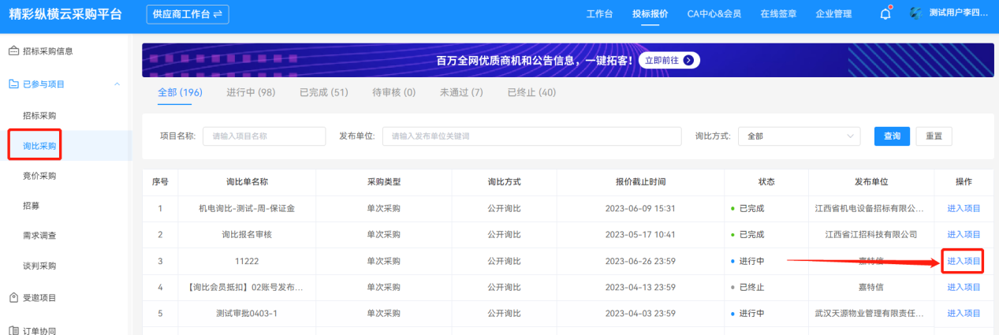 精彩纵横云采购平台 供应商工作台 工作台 投标报价 CA中心&会员 在线签章 企业管理 测试用户李四...
招标采购信息
已参与项目
招标采购
询比采购
竞价采购
招募
需求调查
谈判采购
受邀项目
订单协同
百万全网优质商机和公告信息，一键拓客! 立即前往
全部 (196) 进行中 (98) 已完成 (51) 待审核 (0) 未通过 (7) 已终止 (40)
项目名称: 请输入项目名称 发布单位: 请输入发布单位关键词 询比方式: 全部 查询 重置
序号 询比单名称 采购类型 询比方式 报价截止时间 状态 发布单位 操作
1 机电询比-测试-周-保证金 单次采购 公开询比 2023-06-09 15:31 已完成 江西省机电设备招标有限公... 进入项目
2 询比报名审核 单次采购 公开询比 2023-05-17 10:41 已完成 江西省江招科技有限公司 进入项目
3 11222 单次采购 公开询比 2023-06-26 23:59 进行中 嘉特信 进入项目
4 【询比会员抵扣】02账号发布... 单次采购 公开询比 2023-04-13 23:59 已终止 嘉特信 进入项目
5 测试审批0403-1 单次采购 公开询比 2023-04-03 23:59 进行中 武汉天源物业管理有限责任... 进入项目